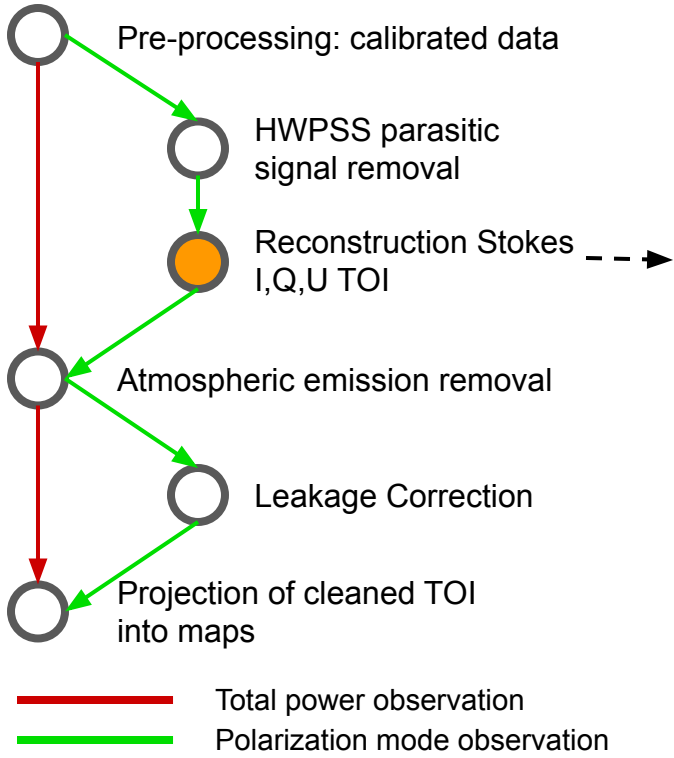 Pre-processing: calibrated data
HWPSS parasitic
signal removal
Reconstruction Stokes
I,Q,U TOI
Atmospheric emission removal
Leakage Correction
Projection of cleaned TOI
into maps
Total power observation
Polarization mode observation